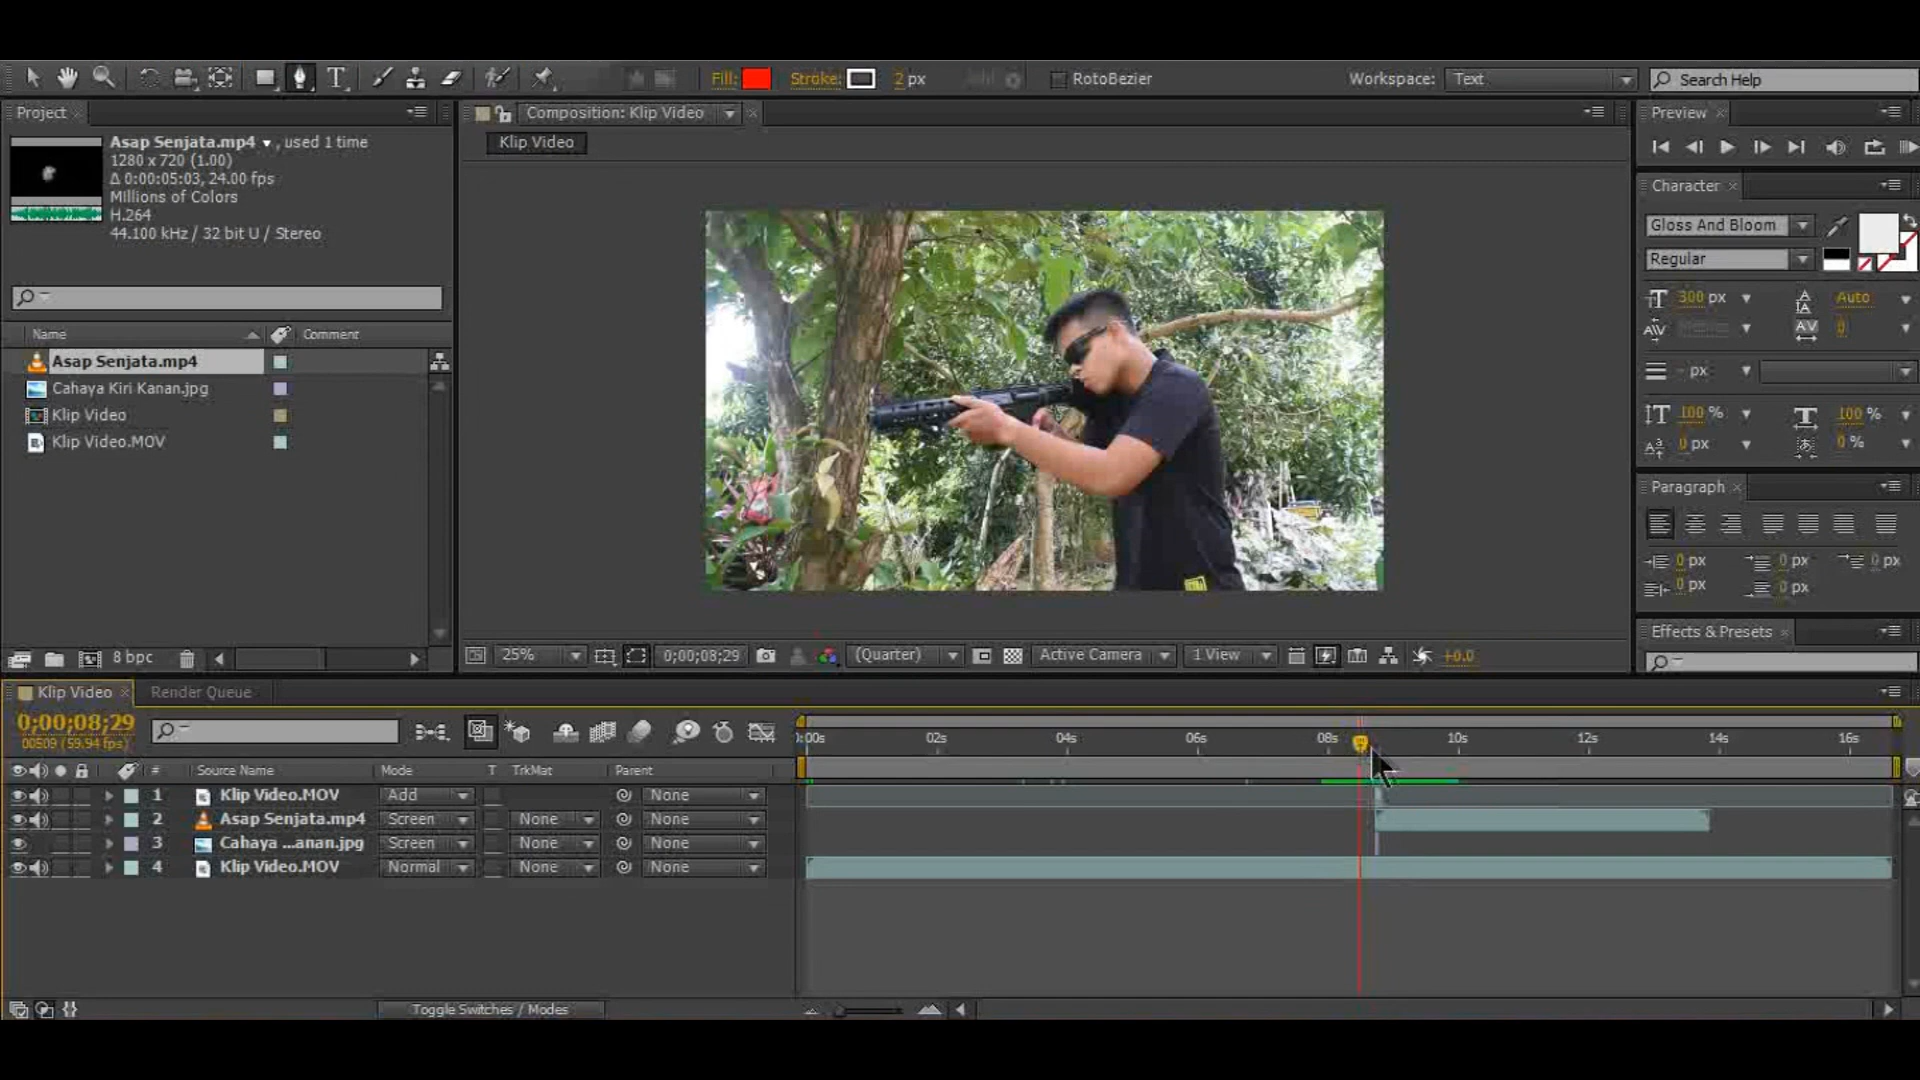 Fill:
Stroke:
2 px
RotoBezier
Workspace:
Text
Search Help
Project
Asap Senjata.mp4 , used 1 time
1280 x 720 (1.00)
Δ 0:00:05:03, 24.00 fps
Millions of Colors
H.264
44.100 kHz / 32 bit U / Stereo
Name
Comment
Asap Senjata.mp4
Cahaya Kiri Kanan.jpg
Klip Video
Klip Video.MOV
8 bpc
Composition: Klip Video
Klip Video
25%
0;00;08;29
(Quarter)
Active Camera
1 View
+0.0
Preview
Character
Gloss And Bloom
Regular
300 px
Auto
0
- px
100 %
100 %
0 px
0 %
Paragraph
0 px
0 px
0 px
0 px
0 px
Effects & Presets
Klip Video
Render Queue
0;00;08;29
00509 (59.94 fps)
#
Source Name
Mode
T
TrkMat
Parent
1
Klip Video.MOV
Add
None
2
Asap Senjata.mp4
Screen
None
None
3
Cahaya ...anan.jpg
Screen
None
None
4
Klip Video.MOV
Normal
None
None
Toggle Switches / Modes
):00s
02s
04s
06s
08s
10s
12s
14s
16s